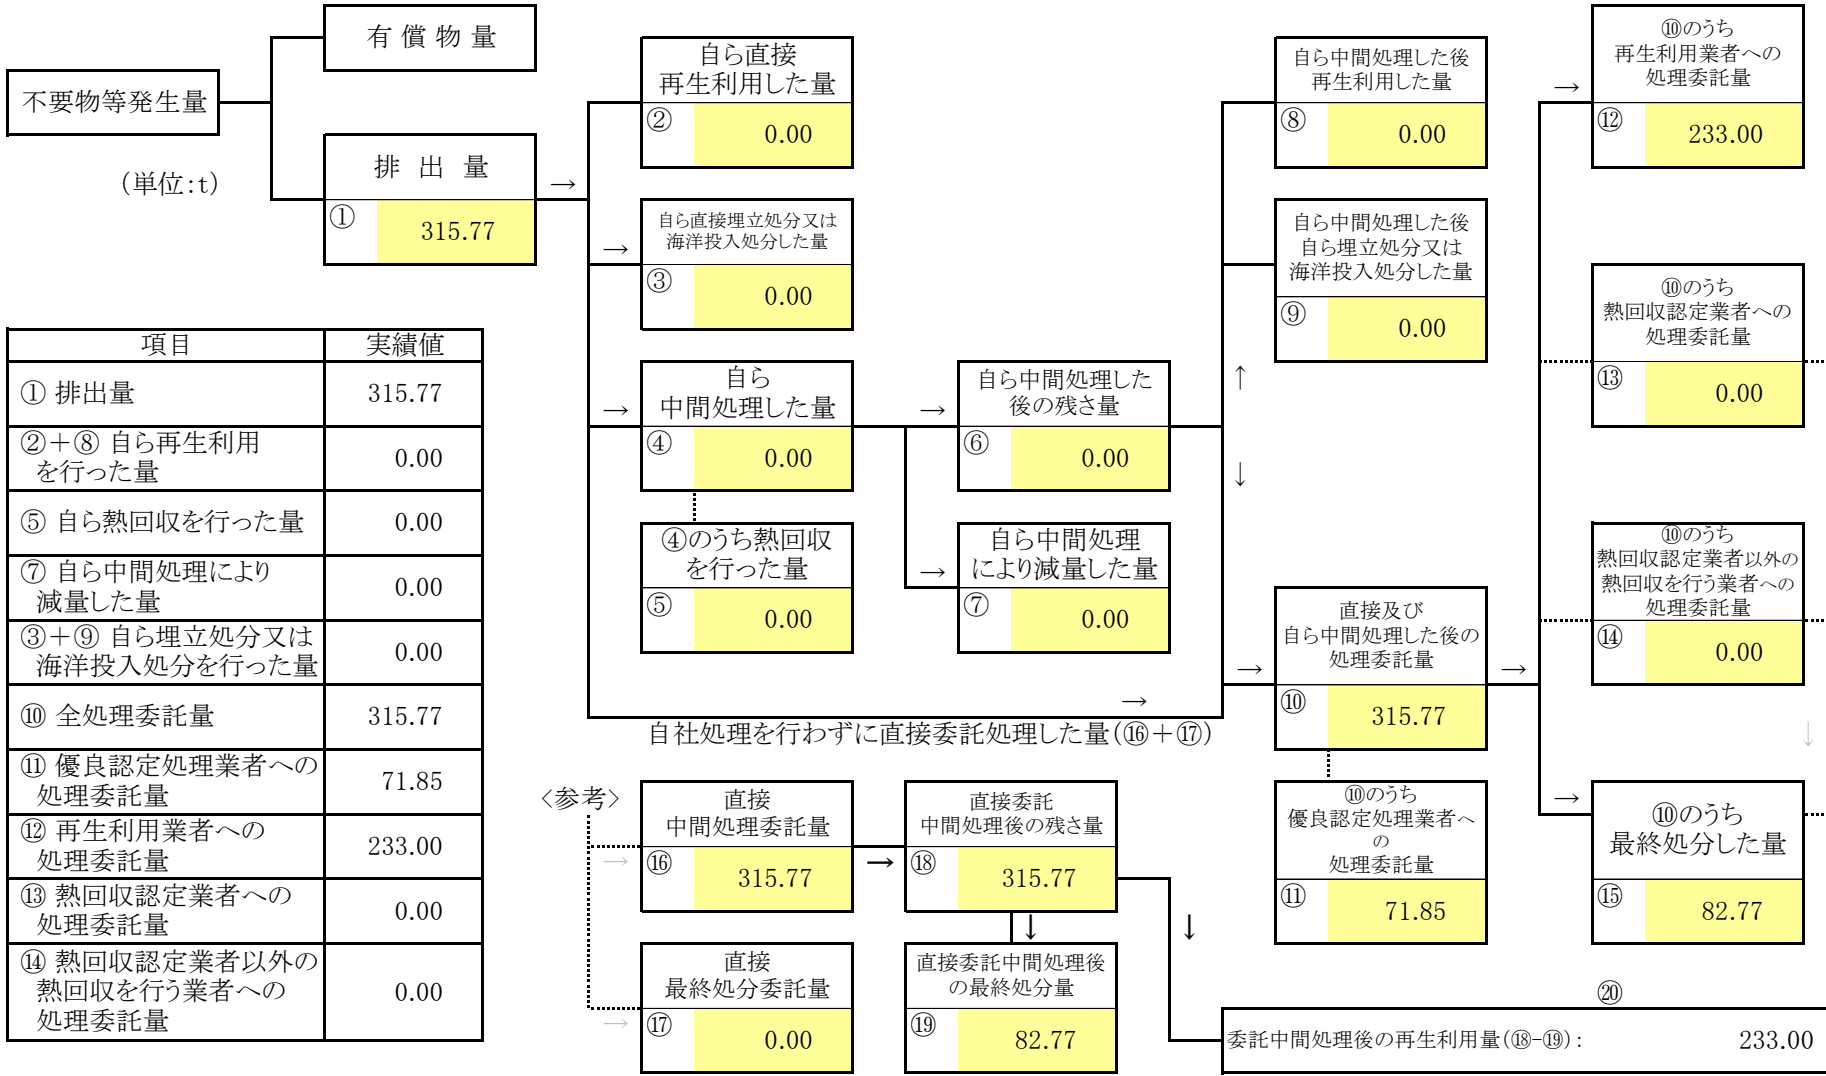 有 償 物 量
不要物等発生量
(単位:t)
排 出 量
①
315.77
→
自ら直接
再生利用した量
②
0.00
→
自ら直接埋立処分又は
海洋投入処分した量
③
0.00
→
自ら
中間処理した量
④
0.00
④のうち熱回収
を行った量
⑤
0.00
→
自ら中間処理した
後の残さ量
⑥
0.00
→
自ら中間処理
により減量した量
⑦
0.00
→
自社処理を行わずに直接委託処理した量(⑯+⑰)
↑
↓
自ら中間処理した後
再生利用した量
⑧
0.00
自ら中間処理した後
自ら埋立処分又は
海洋投入処分した量
⑨
0.00
→
直接及び
自ら中間処理した後の
処理委託量
⑩
315.77
⑩のうち
優良認定処理業者へ
の
処理委託量
⑪
71.85
→
→
⑩のうち
再生利用業者への
処理委託量
⑫
233.00
⑩のうち
熱回収認定業者への
処理委託量
⑬
0.00
⑩のうち
熱回収認定業者以外の
熱回収を行う業者への
処理委託量
⑭
0.00
↓
→
⑩のうち
最終処分した量
⑮
82.77
項目 実績値
① 排出量 315.77
②+⑧ 自ら再生利用
を行った量 0.00
⑤ 自ら熱回収を行った量 0.00
⑦ 自ら中間処理により
減量した量 0.00
③+⑨ 自ら埋立処分又は
海洋投入処分を行った量 0.00
⑩ 全処理委託量 315.77
⑪ 優良認定処理業者への
処理委託量 71.85
⑫ 再生利用業者への
処理委託量 233.00
⑬ 熱回収認定業者への
処理委託量 0.00
⑭ 熱回収認定業者以外の
熱回収を行う業者への
処理委託量 0.00
〈参考〉
→
直接
中間処理委託量
⑯
315.77
→
直接
最終処分委託量
⑰
0.00
→
直接委託
中間処理後の残さ量
⑱
315.77
↓
直接委託中間処理後
の最終処分量
⑲
82.77
↓
⑳
委託中間処理後の再生利用量(⑱-⑲): 233.00